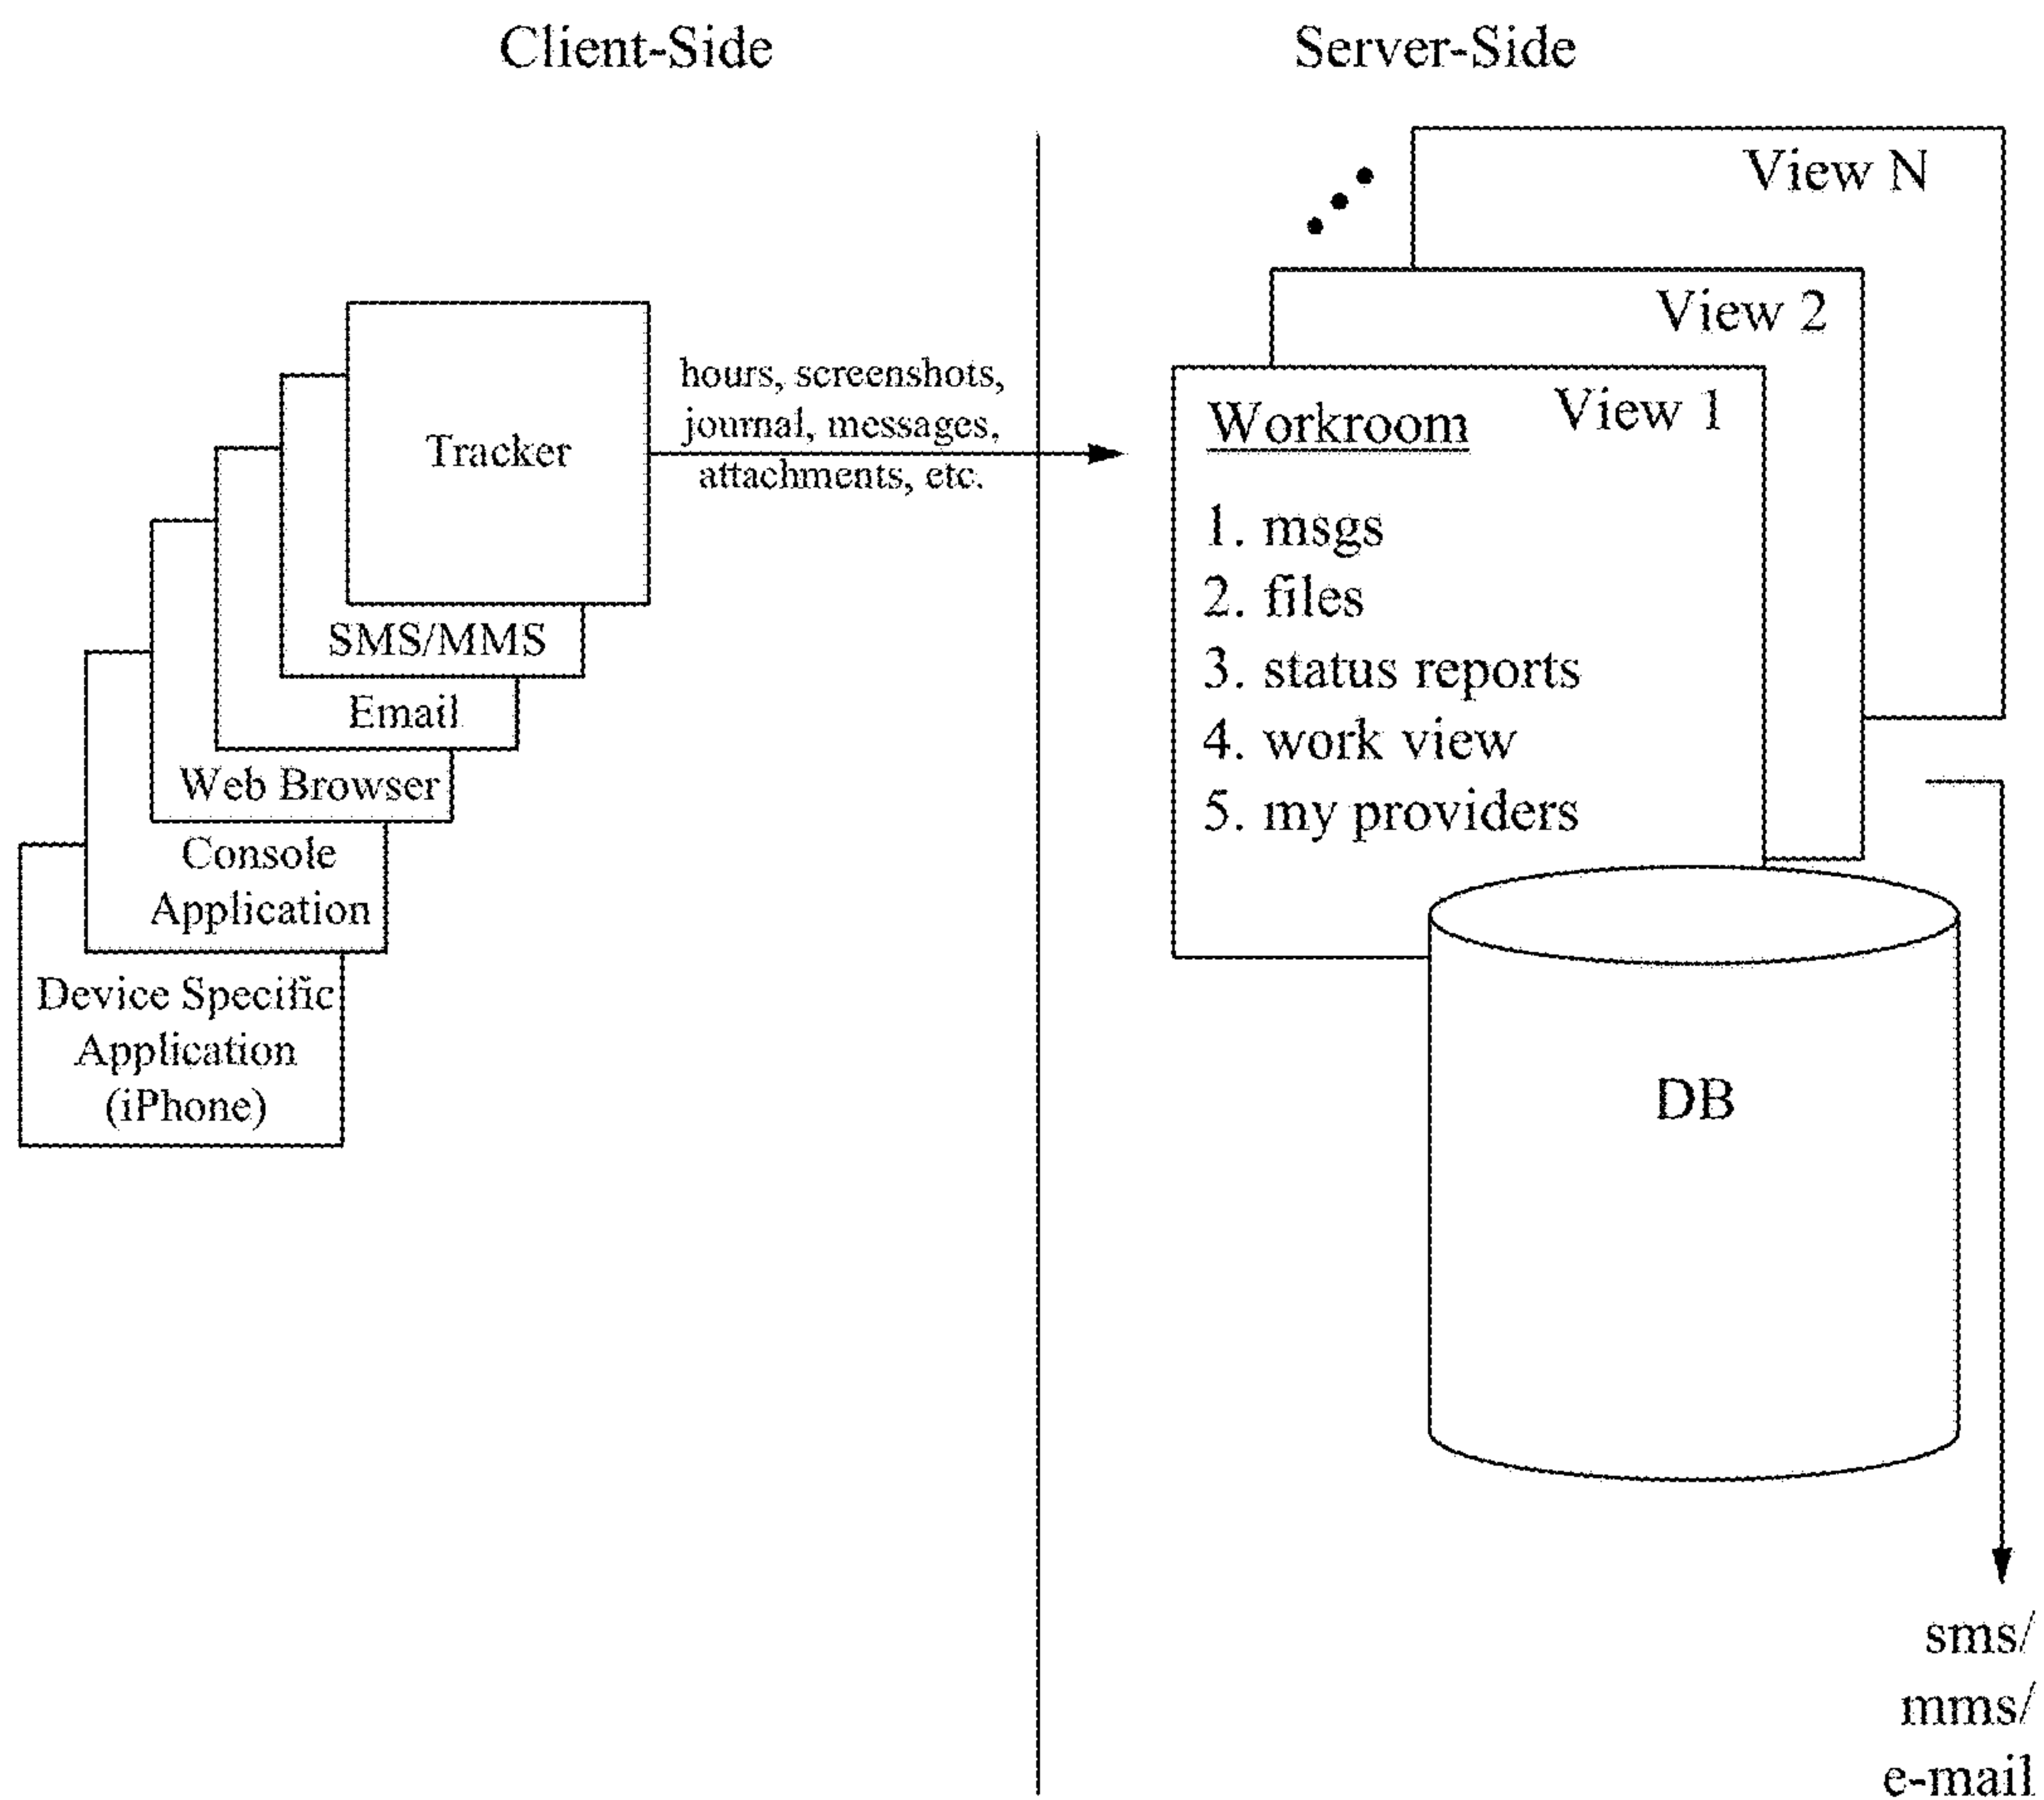 Client-Side
Server-Side
View N
View 2
View 1
Workroom
1. msgs
2. files
3. status reports
4. work view
5. my providers
hours, screenshots,
journal, messages,
attachments, etc.
Tracker
SMS/MMS
Email
Web Browser
Console
Application
Device Specific
Application
(iPhone)
DB
sms/
mms/
e-mail